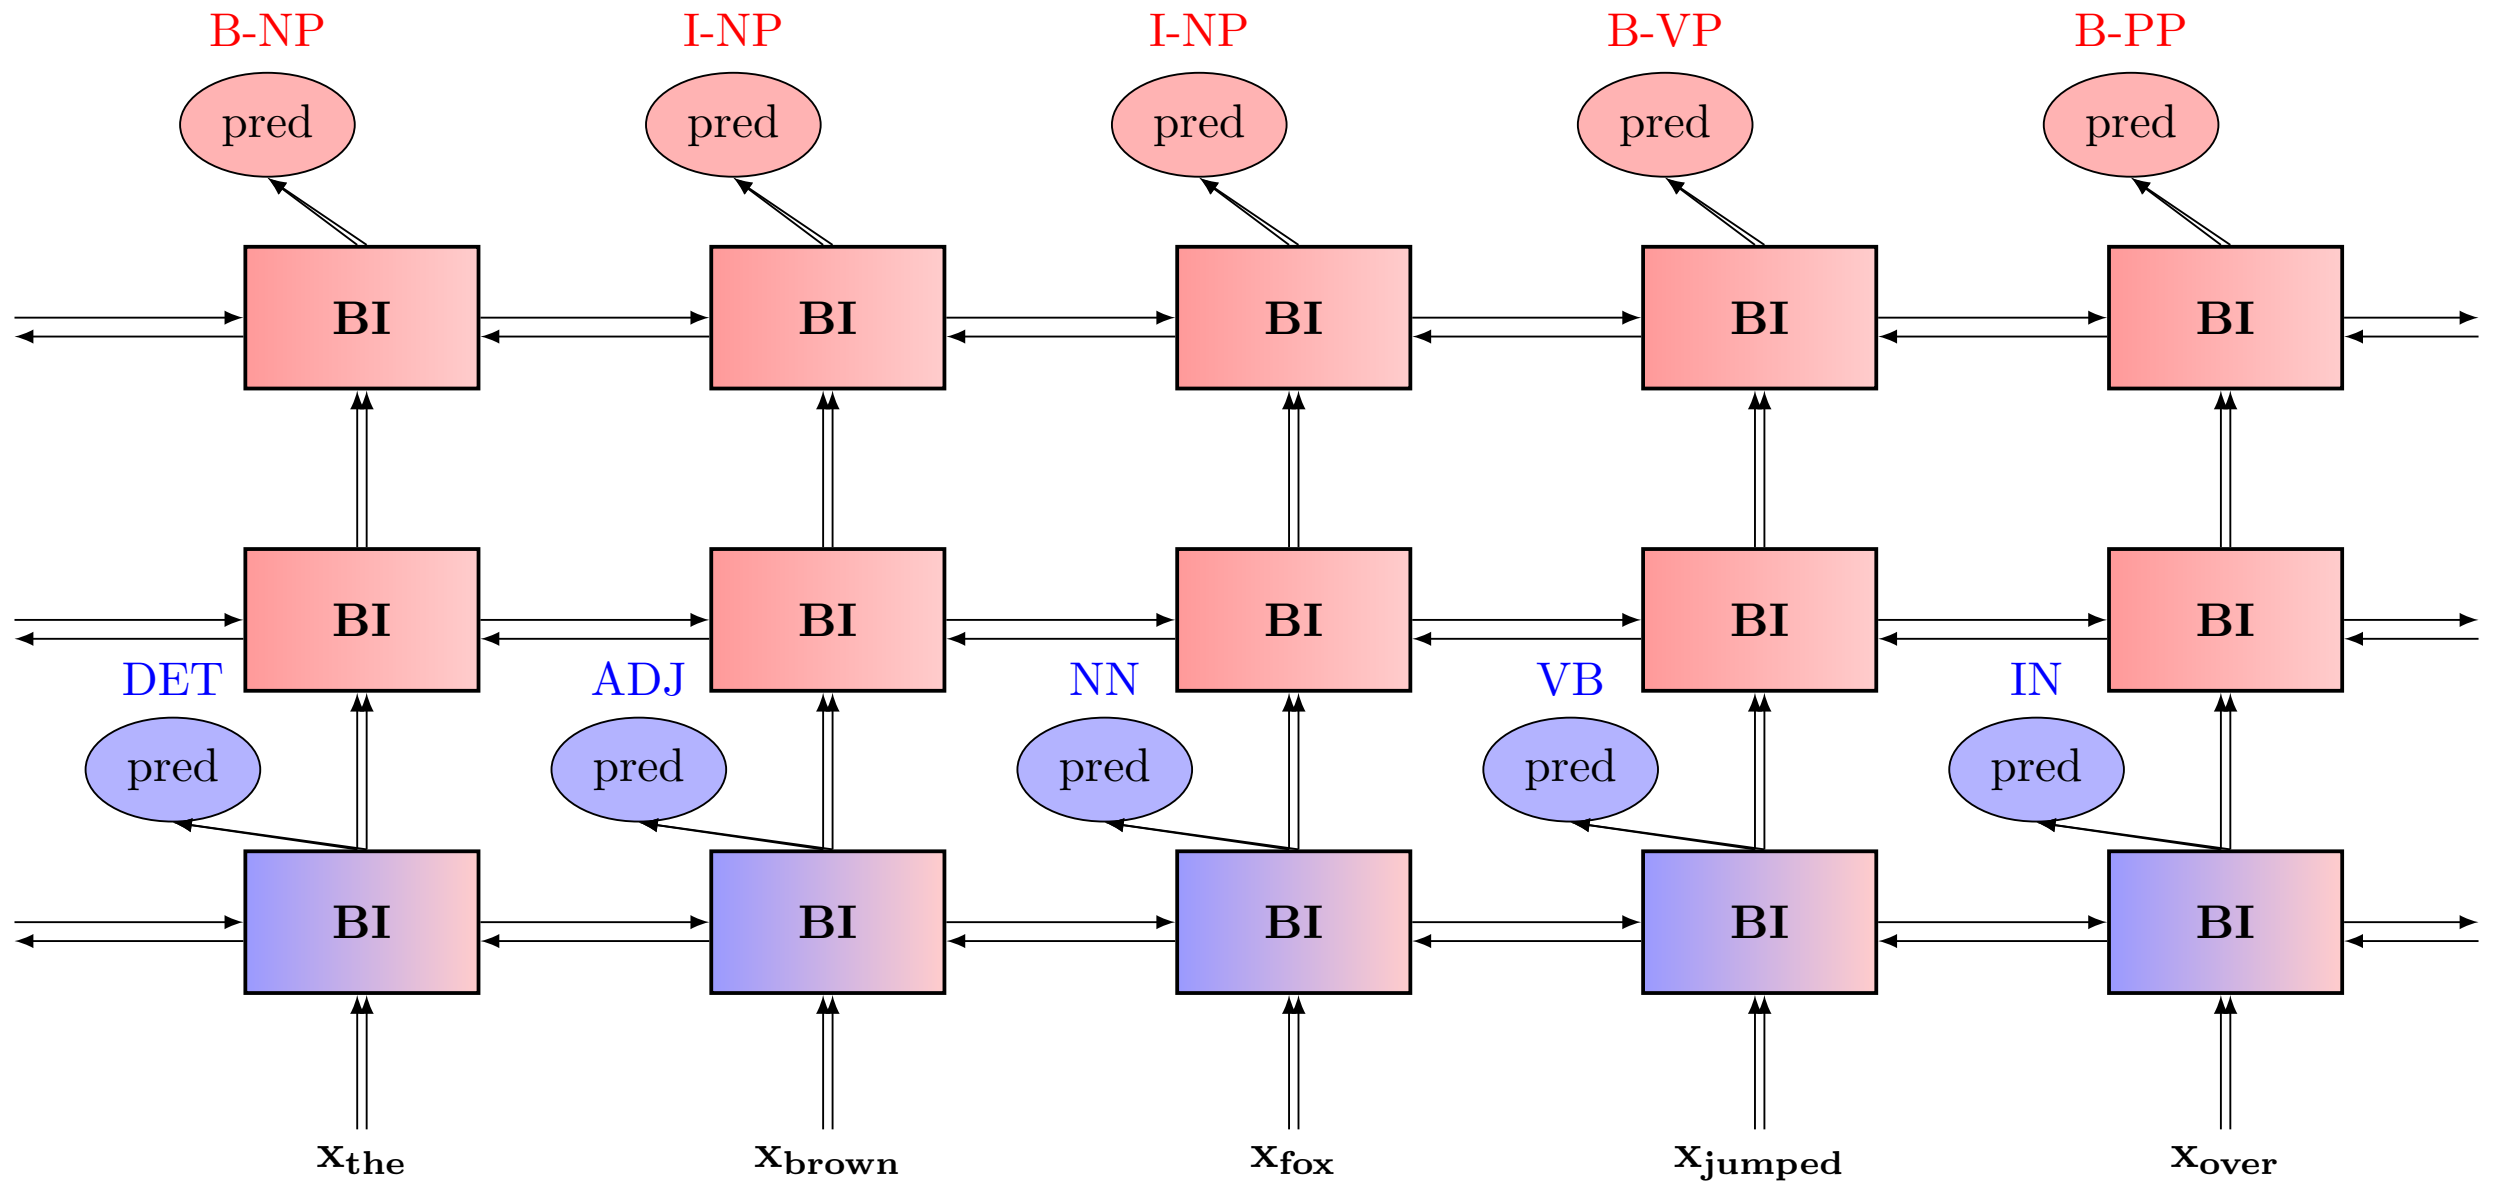 B-NP I-NP I-NP B-VP B-PP
pred pred pred pred pred
BI BI BI BI BI
BI BI BI BI BI
DET ADJ NN VB IN
pred pred pred pred pred
BI BI BI BI BI
x_the x_brown x_fox x_jumped x_over